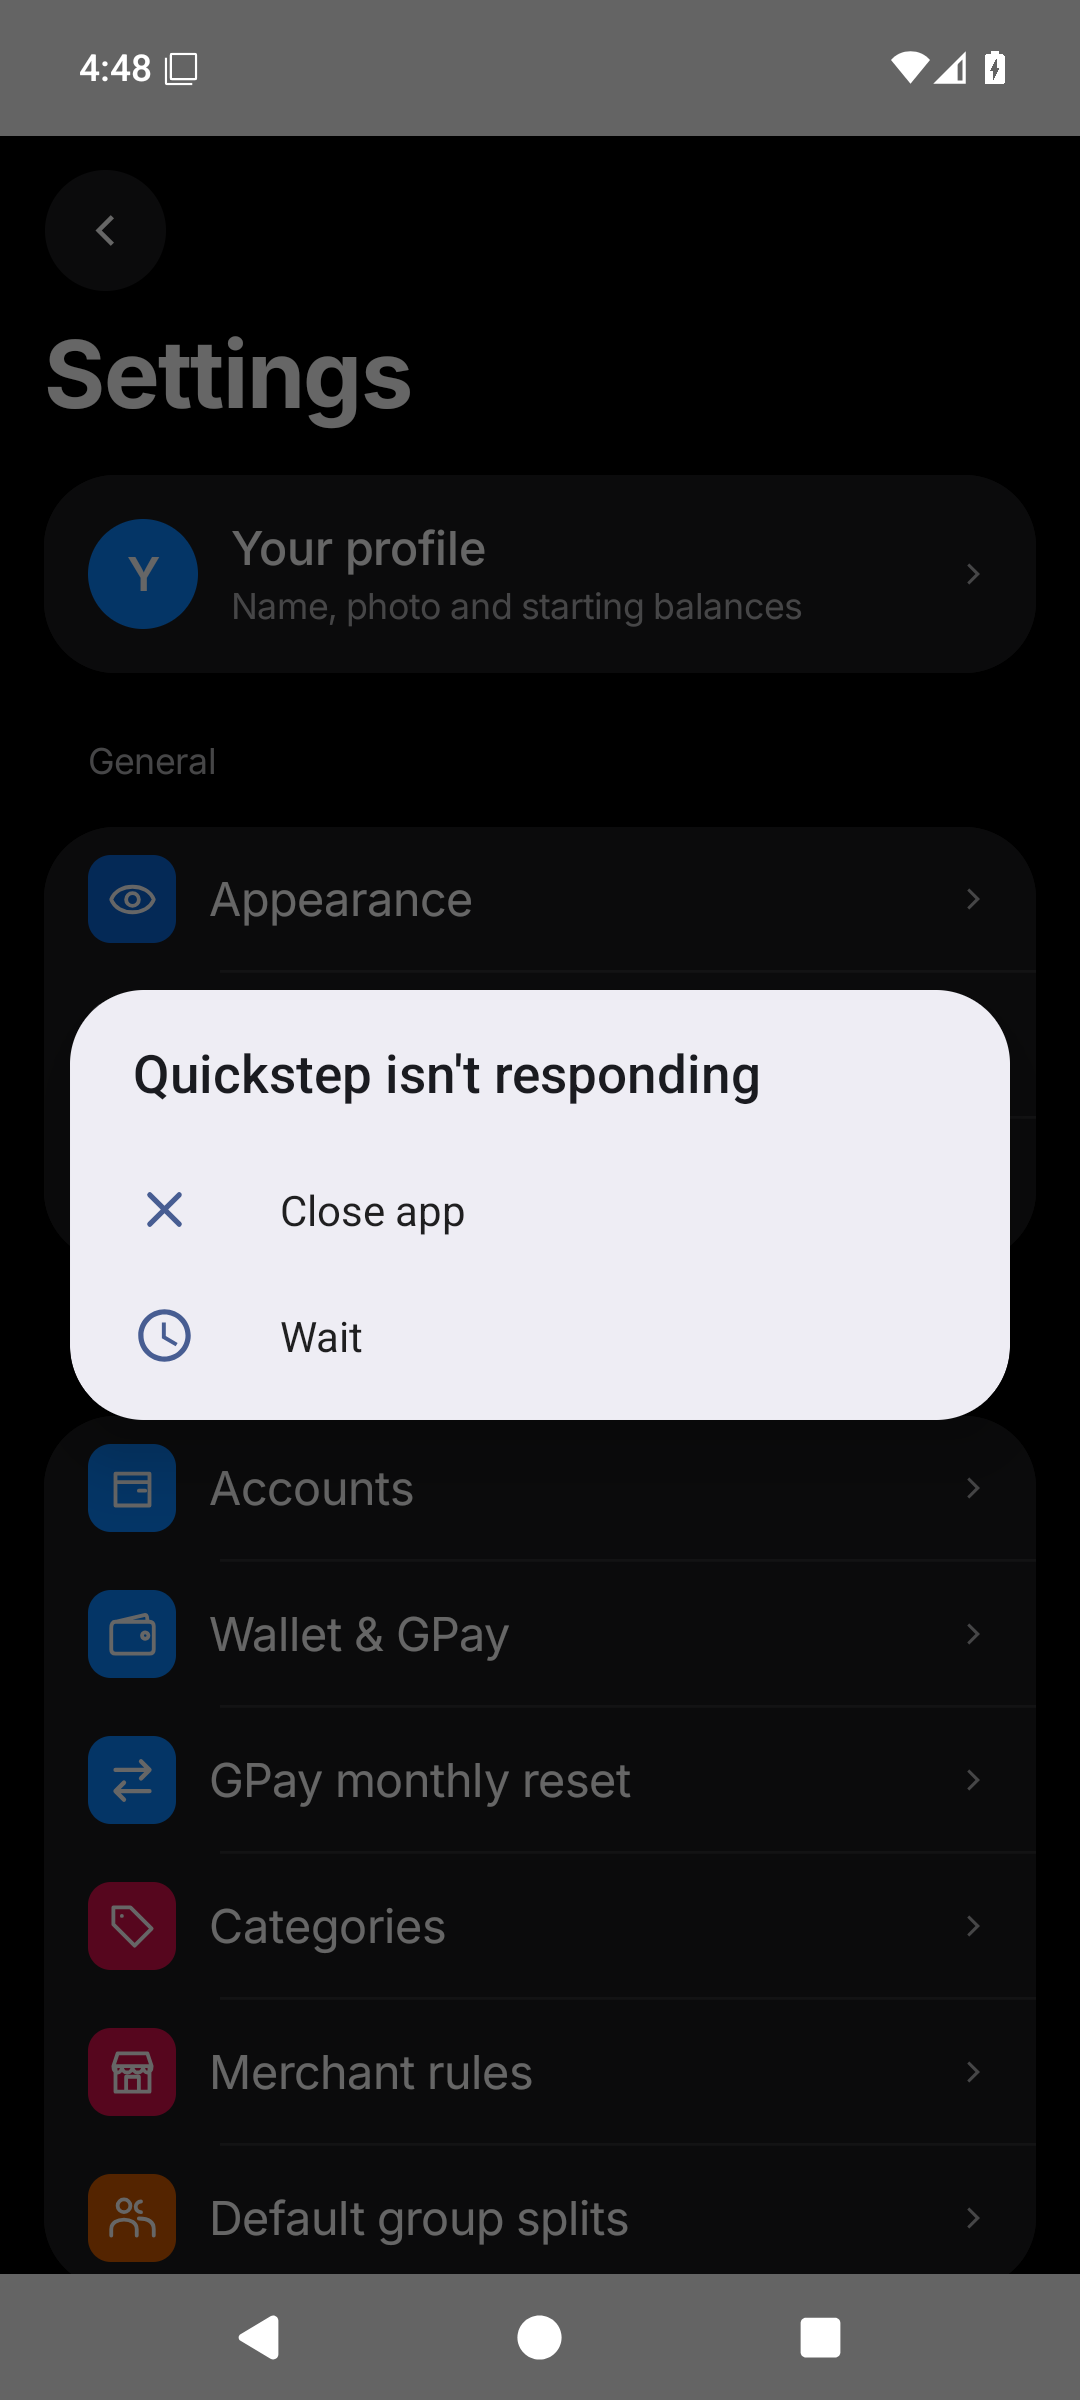 4:48
Settings
Y
Your profile
Name, photo and starting balances
General
Appearance
Quickstep isn't responding
Close app
Wait
Accounts
Wallet & GPay
GPay monthly reset
Categories
Merchant rules
Default group splits